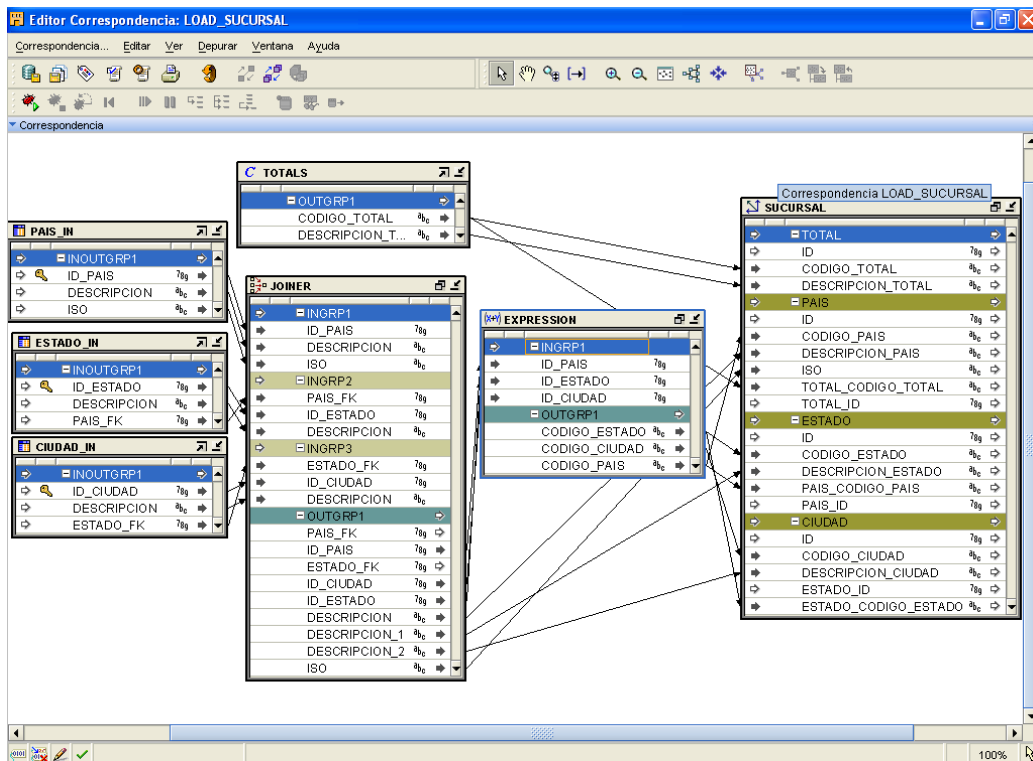 Editor Correspondencia: LOAD_SUCURSAL
Correspondencia... Editar Ver Depurar Ventana Ayuda
Correspondencia
TOTALS
OUTGRP1
CODIGO_TOTAL
DESCRIPCION_T...
PAIS_IN
INOUTGRP1
ID_PAIS
DESCRIPCION
ISO
ESTADO_IN
INOUTGRP1
ID_ESTADO
DESCRIPCION
PAIS_FK
CIUDAD_IN
INOUTGRP1
ID_CIUDAD
DESCRIPCION
ESTADO_FK
JOINER
INGRP1
ID_PAIS
DESCRIPCION
ISO
INGRP2
PAIS_FK
ID_ESTADO
DESCRIPCION
INGRP3
ESTADO_FK
ID_CIUDAD
DESCRIPCION
OUTGRP1
PAIS_FK
ID_PAIS
ESTADO_FK
ID_CIUDAD
ID_ESTADO
DESCRIPCION
DESCRIPCION_1
DESCRIPCION_2
ISO
EXPRESSION
INGRP1
ID_PAIS
ID_ESTADO
ID_CIUDAD
OUTGRP1
CODIGO_ESTADO
CODIGO_CIUDAD
CODIGO_PAIS
Correspondencia LOAD_SUCURSAL
SUCURSAL
TOTAL
ID
CODIGO_TOTAL
DESCRIPCION_TOTAL
PAIS
ID
CODIGO_PAIS
DESCRIPCION_PAIS
ISO
TOTAL_CODIGO_TOTAL
TOTAL_ID
ESTADO
ID
CODIGO_ESTADO
DESCRIPCION_ESTADO
PAIS_CODIGO_PAIS
PAIS_ID
CIUDAD
ID
CODIGO_CIUDAD
DESCRIPCION_CIUDAD
ESTADO_ID
ESTADO_CODIGO_ESTADO
100%